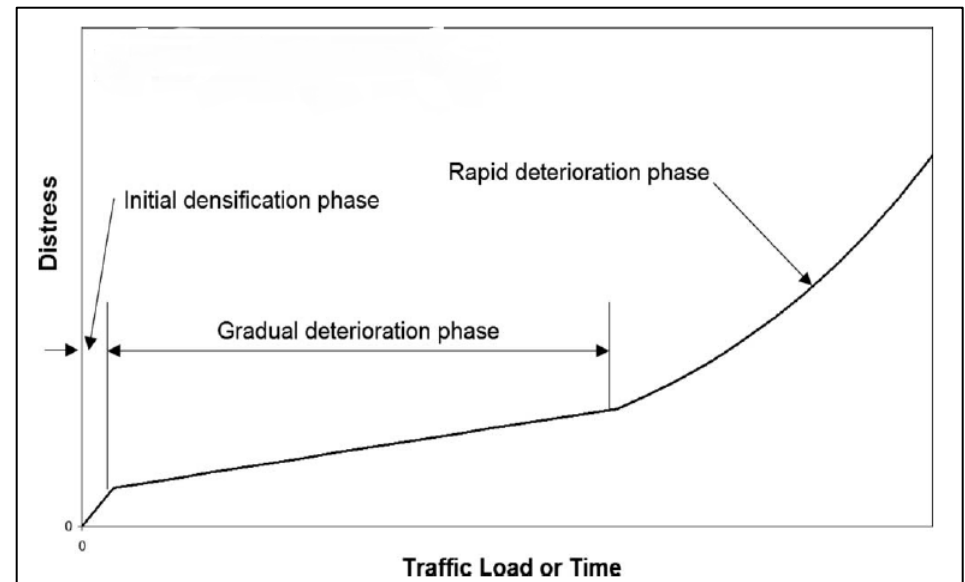 Rapid deterioration phase
Initial densification phase
Distress
Gradual deterioration phase
0
0
Traffic Load or Time